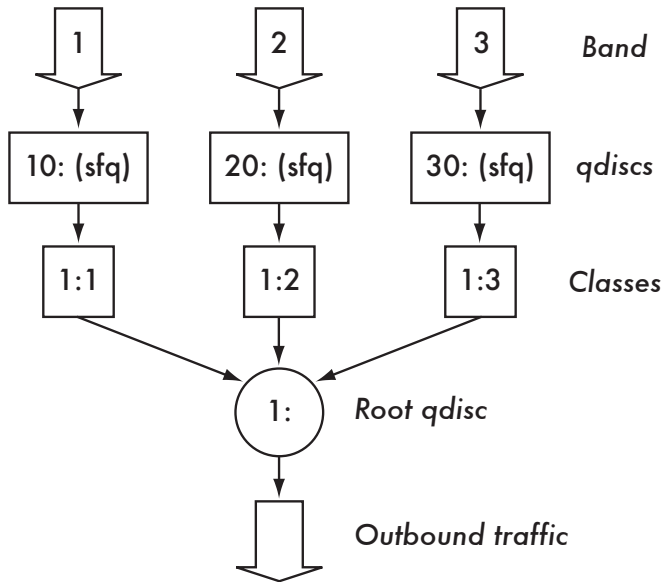 1 2 3 Band
10: (sfq) 20: (sfq) 30: (sfq) qdiscs
1:1 1:2 1:3 Classes
1: Root qdisc
Outbound traffic